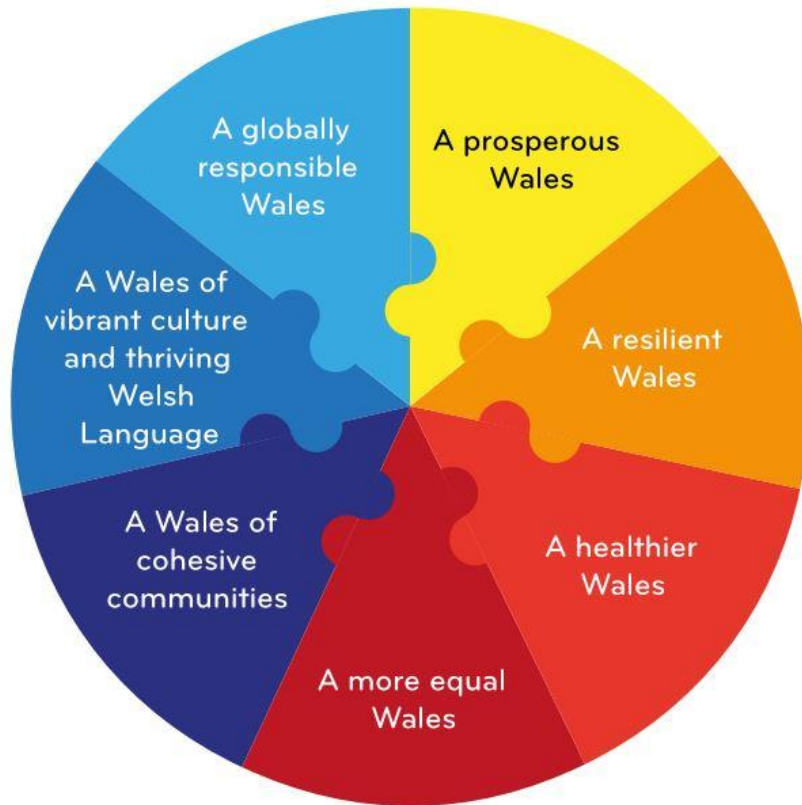 A prosperous
Wales
A resilient
Wales
A healthier
Wales
A more equal
Wales
A Wales of
cohesive
communities
A Wales of
vibrant culture
and thriving
Welsh
Language
A globally
responsible
Wales